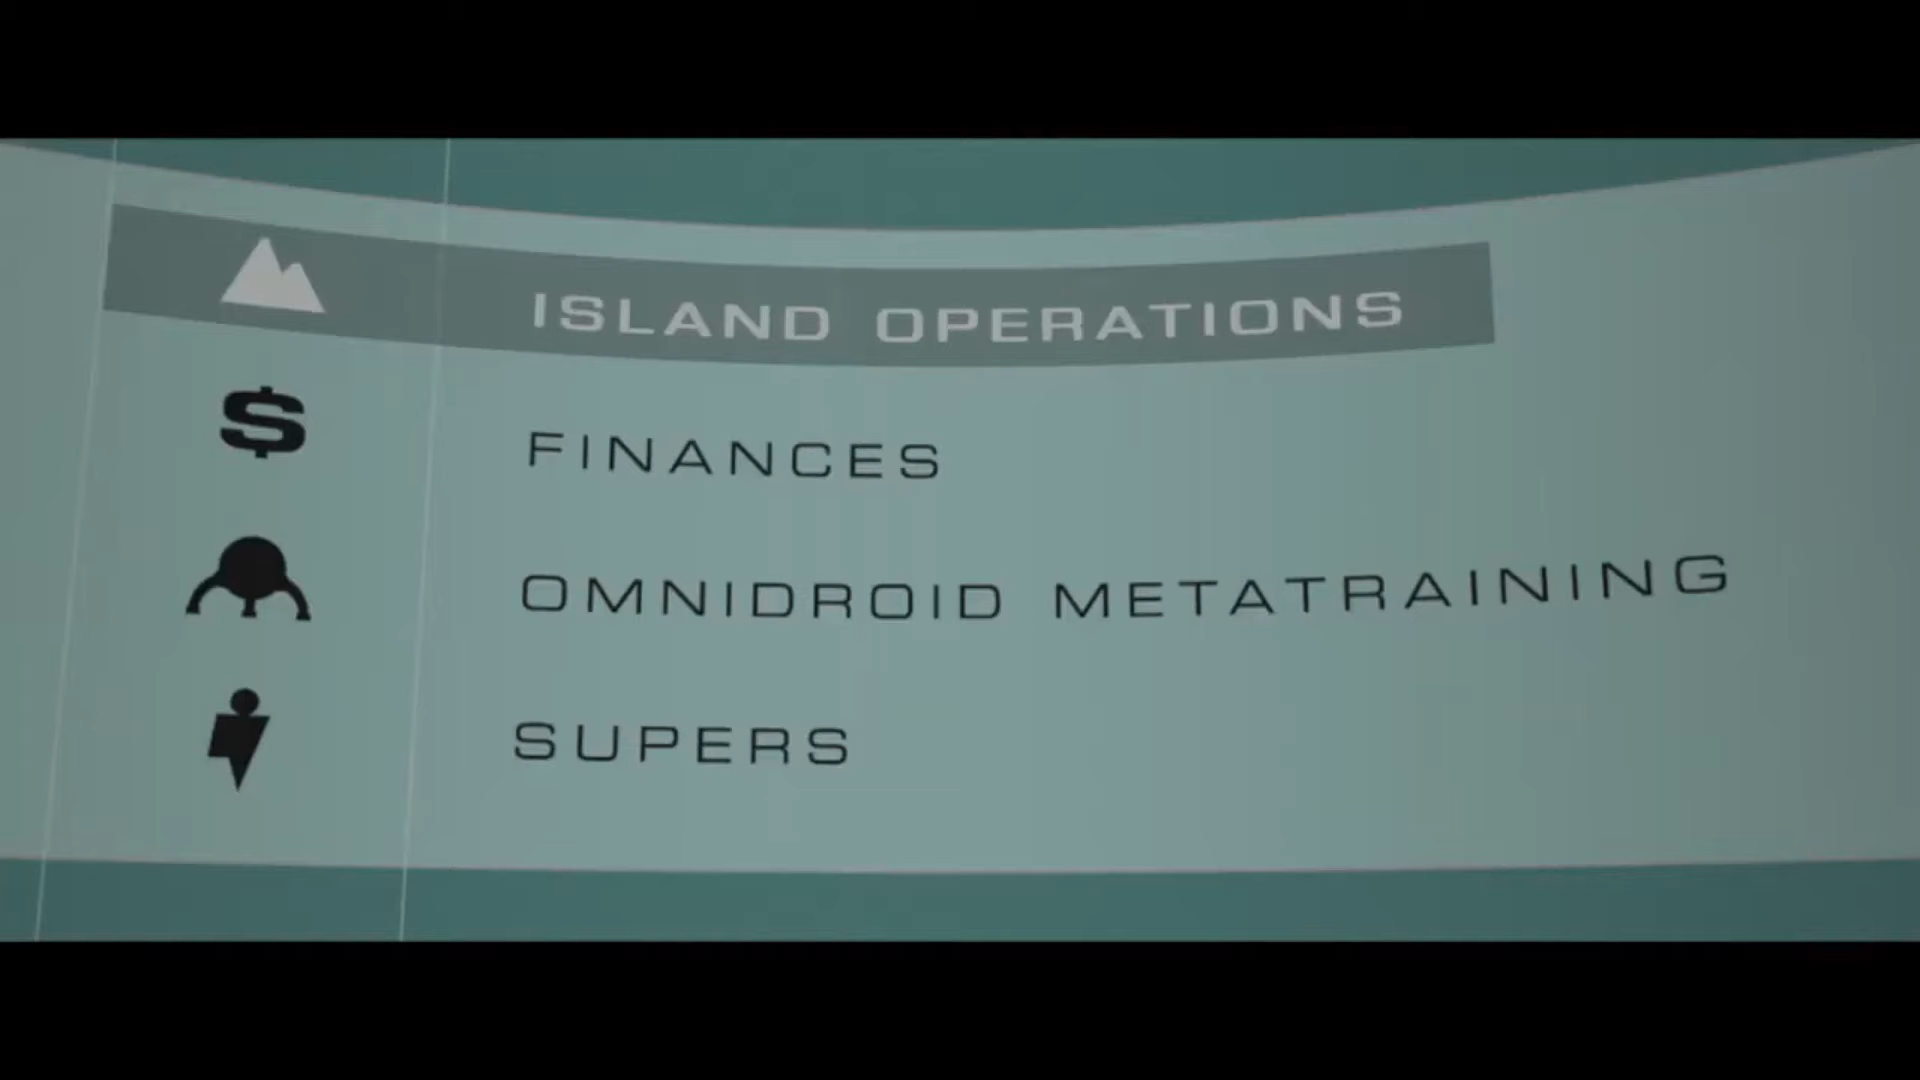 ISLAND OPERATIONS
$ FINANCES
OMNIDROID METATRAINING
SUPERS